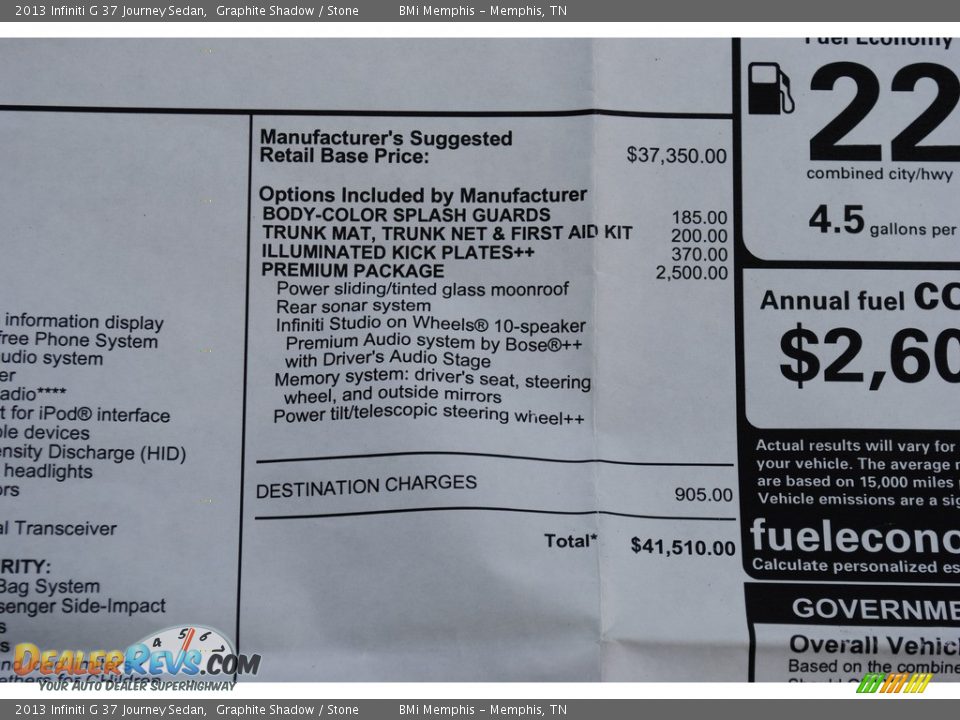 2013 Infiniti G 37 Journey Sedan, Graphite Shadow / Stone BMi Memphis - Memphis, TN
Fuel Economy
22
combined city/hwy
4.5 gallons per
Manufacturer's Suggested
Retail Base Price: $37,350.00
Options Included by Manufacturer
BODY-COLOR SPLASH GUARDS 185.00
TRUNK MAT, TRUNK NET & FIRST AID KIT 200.00
ILLUMINATED KICK PLATES++ 370.00
PREMIUM PACKAGE 2,500.00
Power sliding/tinted glass moonroof
Rear sonar system
Infiniti Studio on Wheels® 10-speaker
Premium Audio system by Bose®++
with Driver's Audio Stage
Memory system: driver's seat, steering
wheel, and outside mirrors
Power tilt/telescopic steering wheel++
DESTINATION CHARGES 905.00
Total* $41,510.00
information display
free Phone System
udio system
er
adio****
t for iPod® interface
ble devices
ensity Discharge (HID)
headlights
ors
al Transceiver
RITY:
Bag System
senger Side-Impact
s
s
Annual fuel co
$2,60
Actual results will vary for
your vehicle. The average
are based on 15,000 miles
Vehicle emissions are a sig
fueleconc
Calculate personalized es
GOVERNME
Overall Vehicl
Based on the combine
4 5 6
DEALERREVS.COM
YOUR AUTO DEALER SUPERHIGHWAY
2013 Infiniti G 37 Journey Sedan, Graphite Shadow / Stone BMi Memphis - Memphis, TN